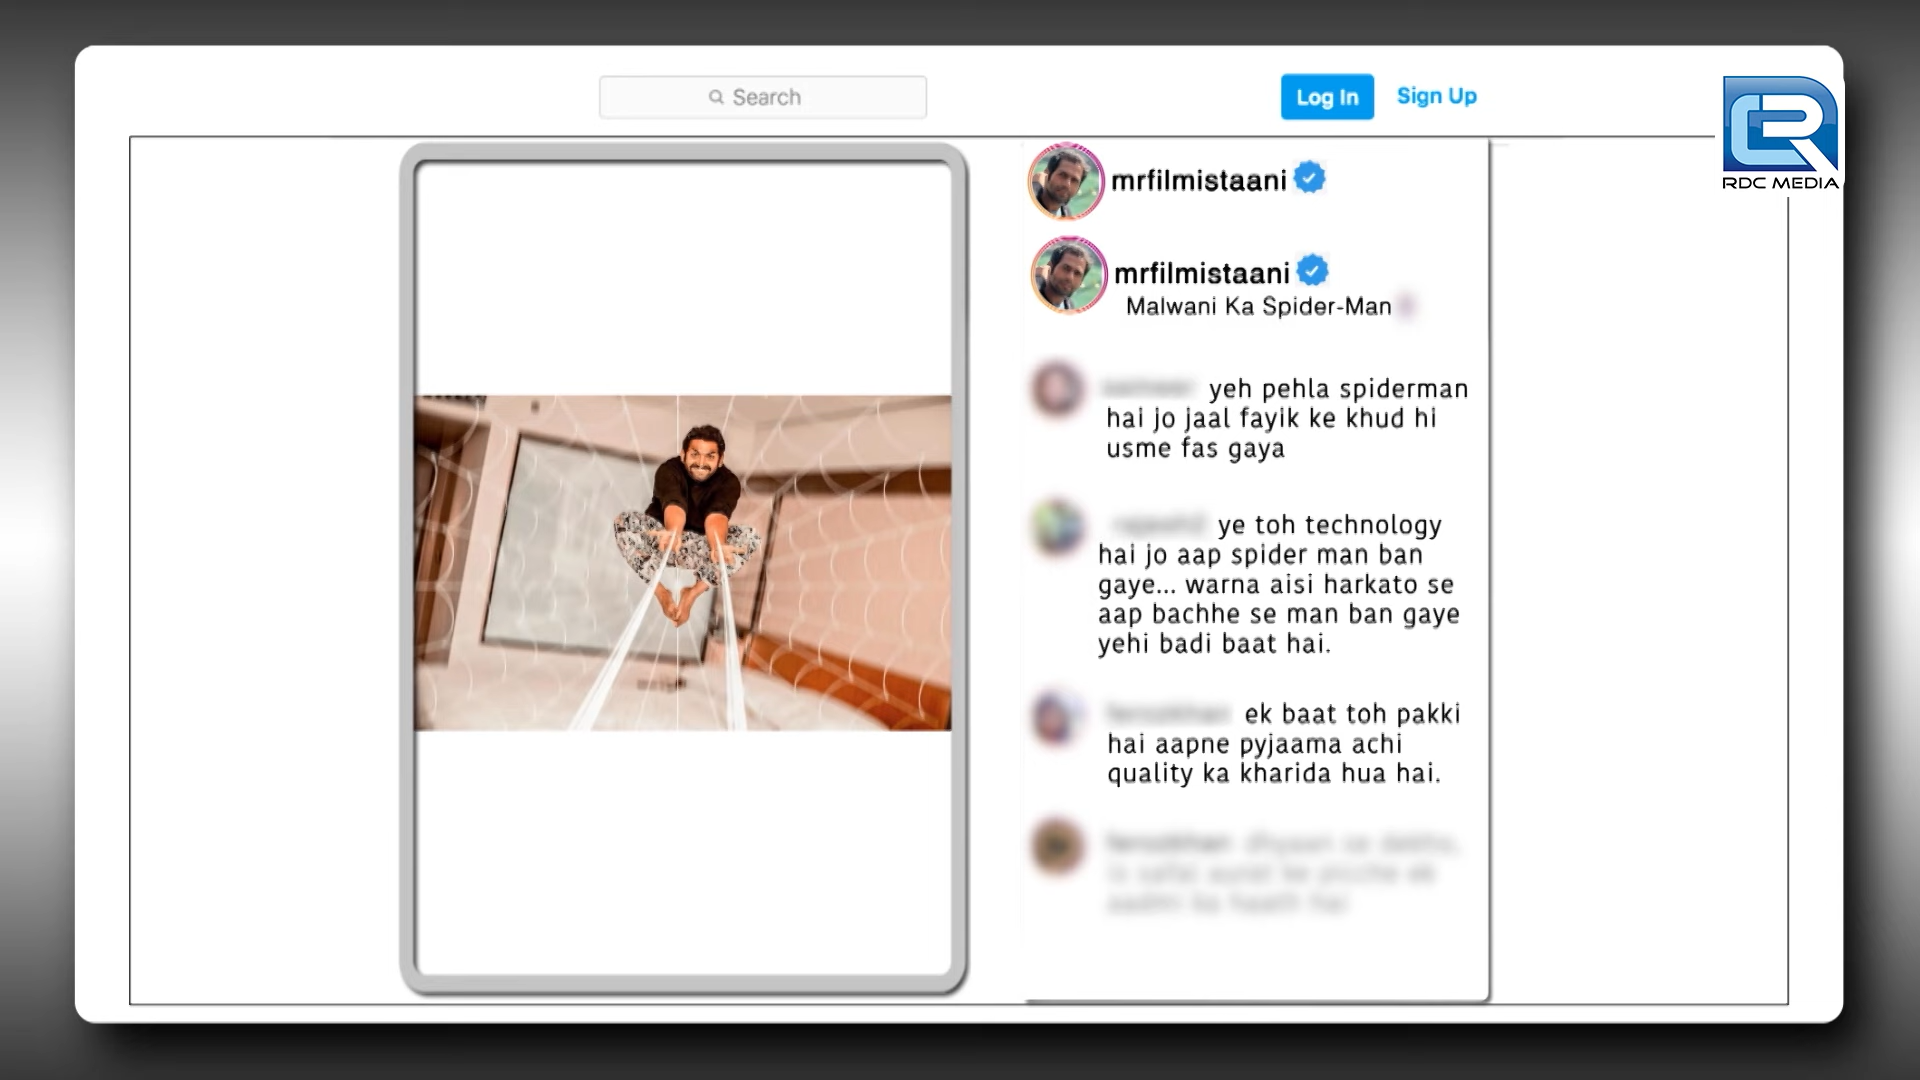 Search
Log In
Sign Up
RDC MEDIA
mrfilmistaani
mrfilmistaani
Malwani Ka Spider-Man
yeh pehla spiderman
hai jo jaal fayik ke khud hi
usme fas gaya
ye toh technology
hai jo aap spider man ban
gaye... warna aisi harkato se
aap bachhe se man ban gaye
yehi badi baat hai.
ek baat toh pakki
hai aapne pyjaama achi
quality ka kharida hua hai.